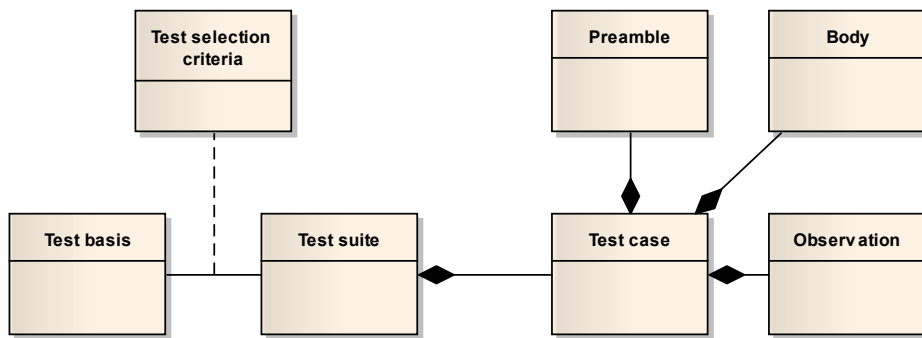 Test selection
criteria
Preamble
Body
Test basis
Test suite
Test case
Observation